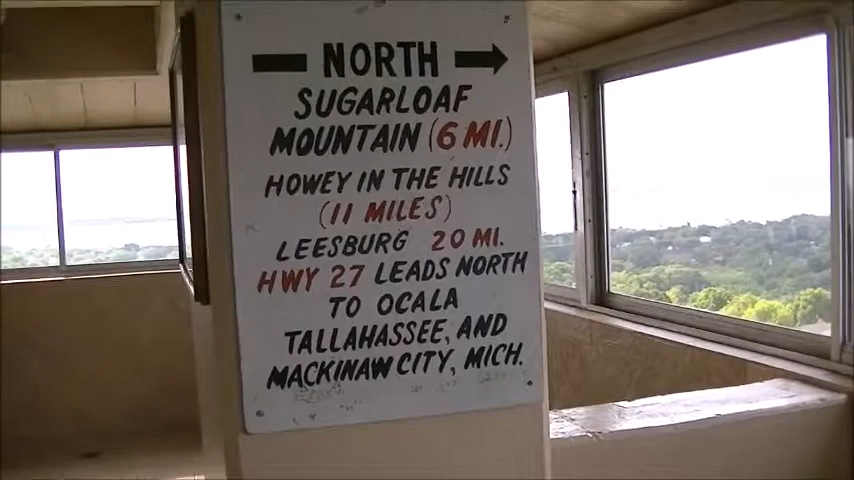 NORTH
SUGARLOAF
MOUNTAIN (6 MI.)
HOWEY IN THE HILLS
(11 MILES)
LEESBURG 20 MI.
HWY 27 LEADS NORTH
TO OCALA
TALLAHASSEE AND
MACKINAW CITY, MICH